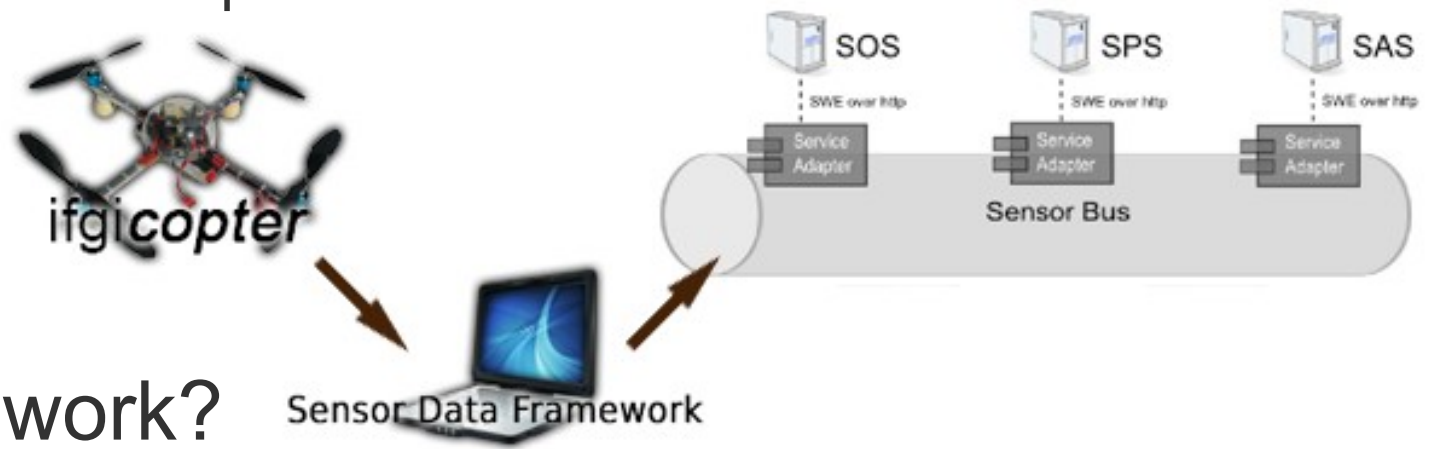 SOS
SPS
SAS
SWE over http
SWE over http
SWE over http
Service
Adapter
Service
Adapter
Service
Adapter
Sensor Bus
ifgicopter
work?
Sensor Data Framework